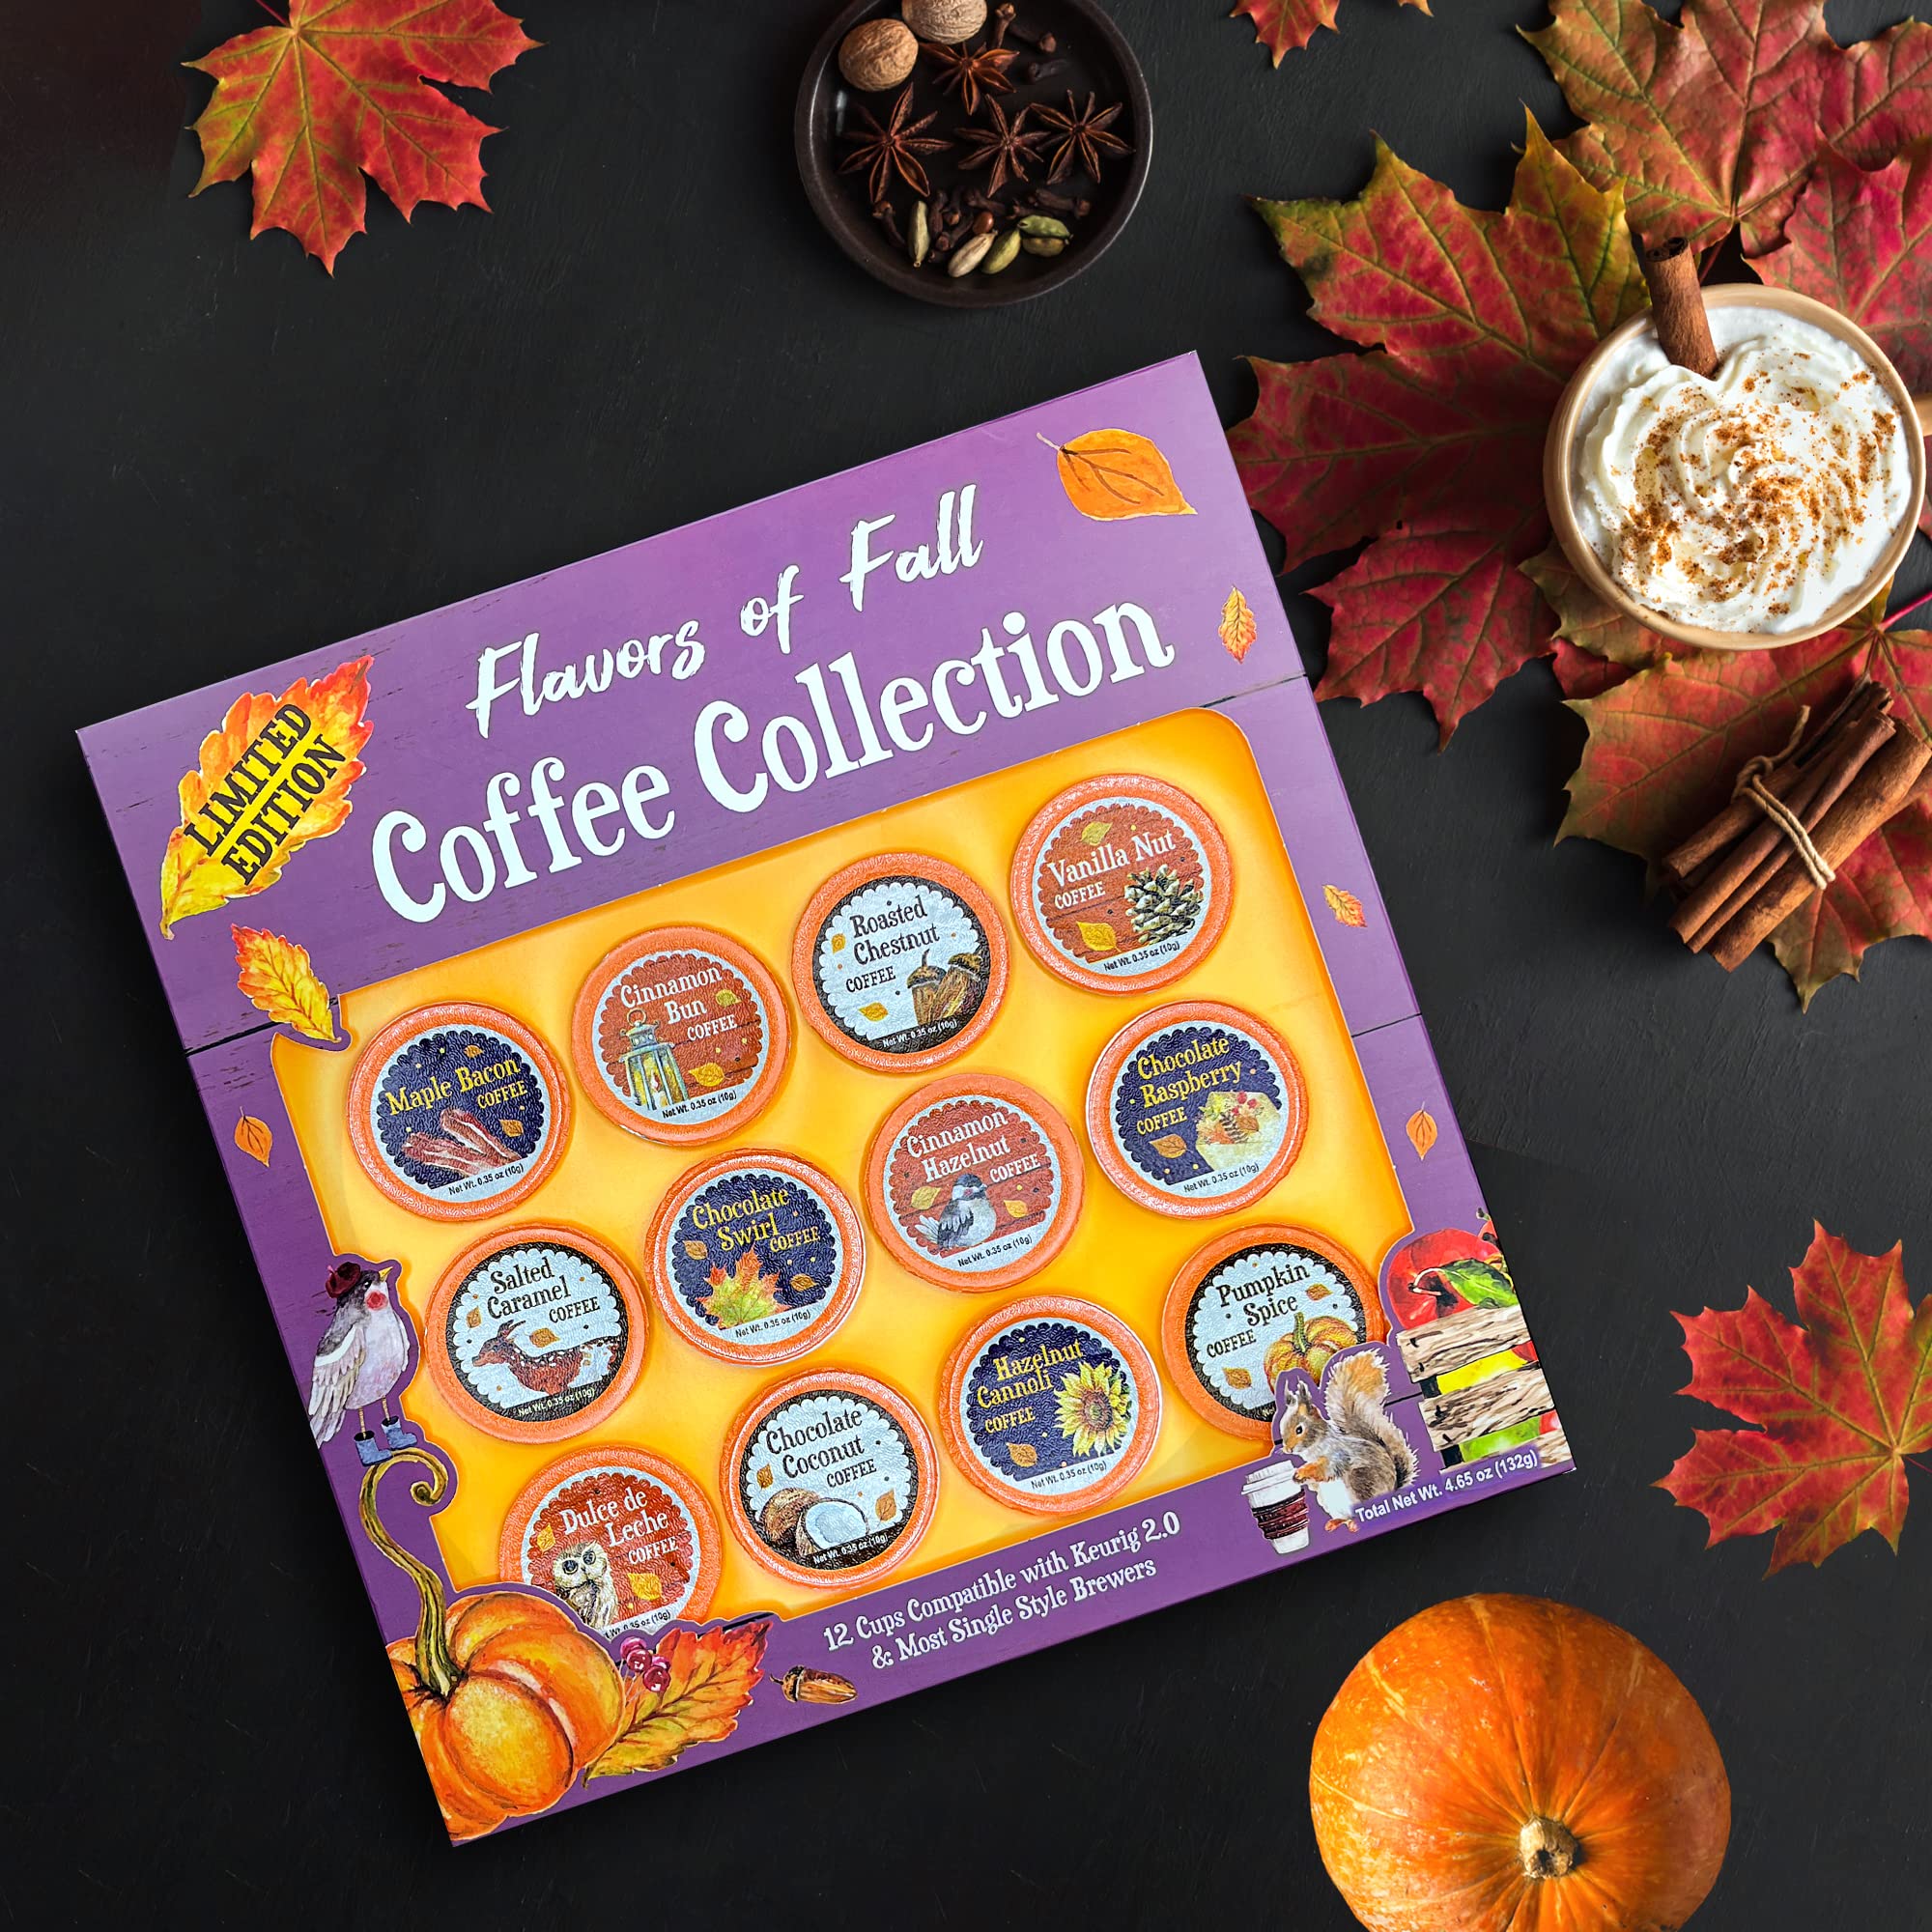 Flavors of Fall
Coffee Collection
LIMITED
EDITION
Maple Bacon
COFFEE
Net Wt. 0.35 oz (10g)
Cinnamon
Bun
COFFEE
Net Wt. 0.35 oz (10g)
Roasted
Chestnut
COFFEE
Net Wt. 0.35 oz (10g)
Vanilla Nut
COFFEE
Net Wt. 0.35 oz (10g)
Salted
Caramel
COFFEE
Net Wt. 0.35 oz (10g)
Chocolate
Swirl
COFFEE
Net Wt. 0.35 oz (10g)
Cinnamon
Hazelnut
COFFEE
Net Wt. 0.35 oz (10g)
Chocolate
Raspberry
COFFEE
Net Wt. 0.35 oz (10g)
Dulce de
Leche
COFFEE
Wt. 0.35 oz (10g)
Chocolate
Coconut
COFFEE
Net Wt. 0.35 oz (10g)
Hazelnut
Cannoli
COFFEE
Net Wt. 0.35 oz (10g)
Pumpkin
Spice
COFFEE
12 Cups Compatible with Keurig 2.0
& Most Single Style Brewers
Total Net Wt. 4.65 oz (132g)